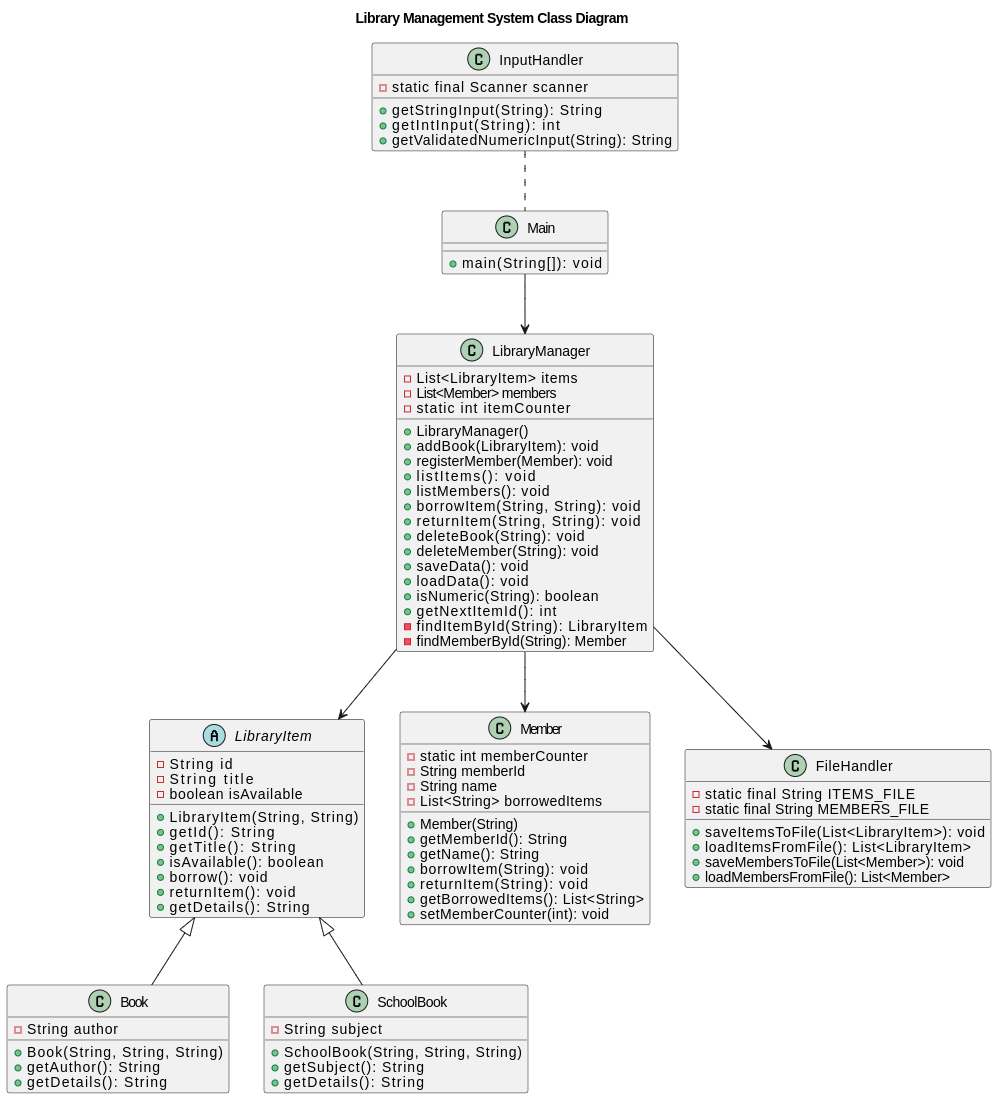 Library Management System Class Diagram
C InputHandler
static final Scanner scanner
getStringInput(String): String
getIntInput(String): int
getValidatedNumericInput(String): String
C Main
main(String[]): void
C LibraryManager
List<LibraryItem> items
List<Member> members
static int itemCounter
LibraryManager()
addBook(LibraryItem): void
registerMember(Member): void
listItems(): void
listMembers(): void
borrowItem(String, String): void
returnItem(String, String): void
deleteBook(String): void
deleteMember(String): void
saveData(): void
loadData(): void
isNumeric(String): boolean
getNextItemId(): int
findItemById(String): LibraryItem
findMemberById(String): Member
A LibraryItem
String id
String title
boolean isAvailable
LibraryItem(String, String)
getId(): String
getTitle(): String
isAvailable(): boolean
borrow(): void
returnItem(): void
getDetails(): String
C Member
static int memberCounter
String memberId
String name
List<String> borrowedItems
Member(String)
getMemberId(): String
getName(): String
borrowItem(String): void
returnItem(String): void
getBorrowedItems(): List<String>
setMemberCounter(int): void
C FileHandler
static final String ITEMS_FILE
static final String MEMBERS_FILE
saveItemsToFile(List<LibraryItem>): void
loadItemsFromFile(): List<LibraryItem>
saveMembersToFile(List<Member>): void
loadMembersFromFile(): List<Member>
C Book
String author
Book(String, String, String)
getAuthor(): String
getDetails(): String
C SchoolBook
String subject
SchoolBook(String, String, String)
getSubject(): String
getDetails(): String